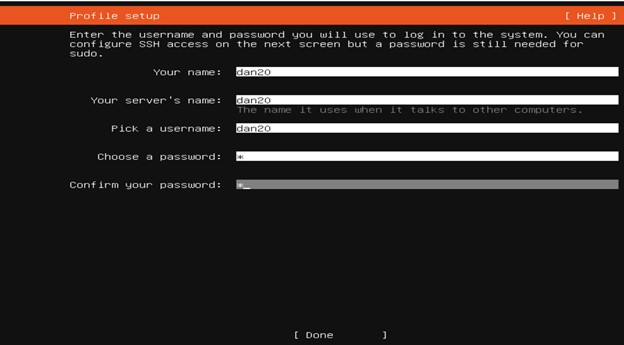 Profile setup [ Help ]
Enter the username and password you will use to log in to the system. You can
configure SSH access on the next screen but a password is still needed for
sudo.
Your name: dan20
Your server's name: dan20
The name it uses when it talks to other computers.
Pick a username: dan20
Choose a password: *
Confirm your password: *_
[ Done ]